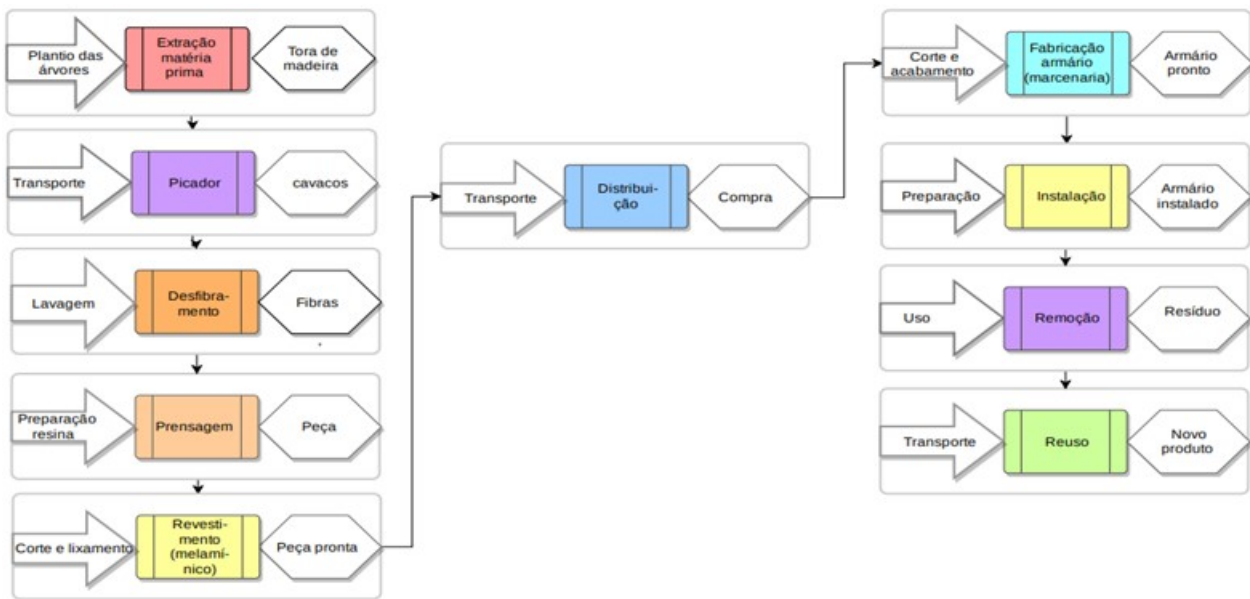 Plantio das
árvores
Extração
matéria
prima
Tora de
madeira
Transporte
Picador
cavacos
Lavagem
Desfibra-
mento
Fibras
Preparação
resina
Prensagem
Peça
Corte e lixamento
Revesti-
mento
(melamí-
nico)
Peça pronta
Transporte
Distribui-
ção
Compra
Corte e
acabamento
Fabricação
armário
(marcenaria)
Armário
pronto
Preparação
Instalação
Armário
instalado
Uso
Remoção
Resíduo
Transporte
Reuso
Novo
produto